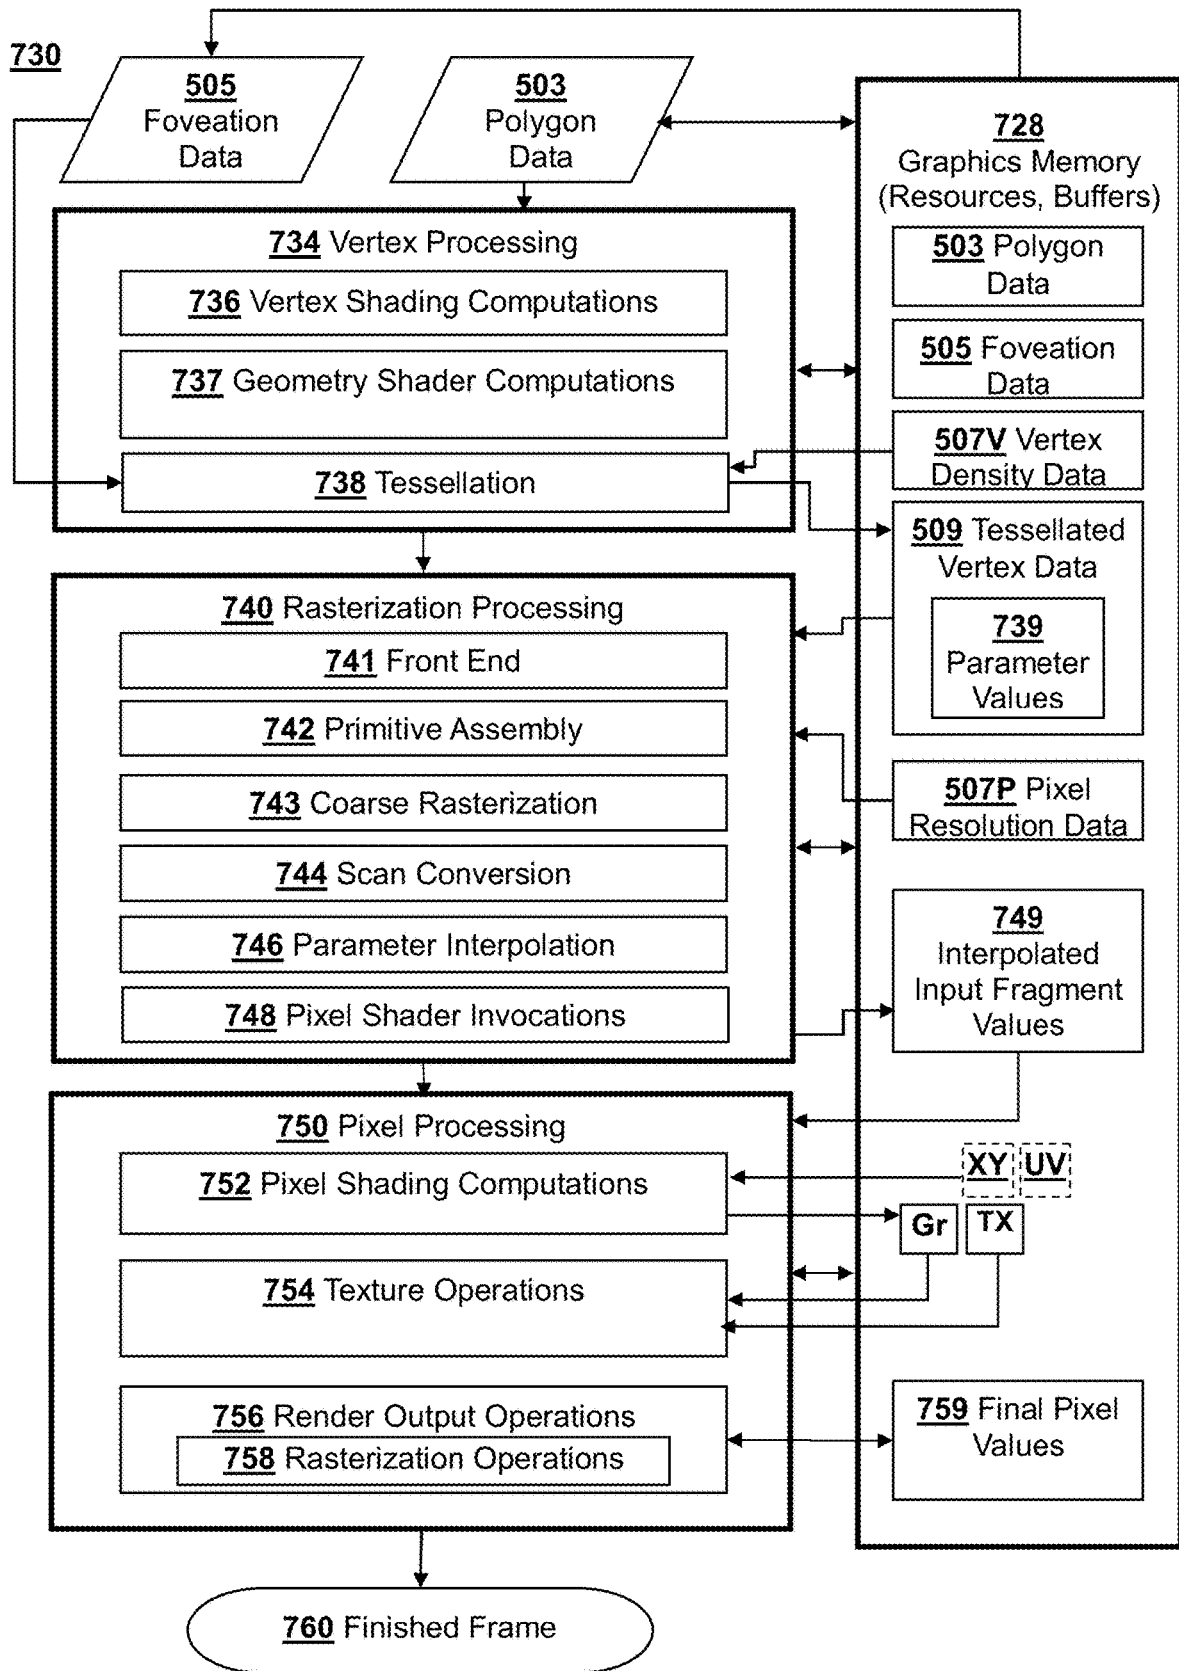 730
505
Foveation
Data
503
Polygon
Data
734 Vertex Processing
736 Vertex Shading Computations
737 Geometry Shader Computations
738 Tessellation
740 Rasterization Processing
741 Front End
742 Primitive Assembly
743 Coarse Rasterization
744 Scan Conversion
746 Parameter Interpolation
748 Pixel Shader Invocations
750 Pixel Processing
752 Pixel Shading Computations
754 Texture Operations
756 Render Output Operations
758 Rasterization Operations
760 Finished Frame
728
Graphics Memory
(Resources, Buffers)
503 Polygon
Data
505 Foveation
Data
507V Vertex
Density Data
509 Tessellated
Vertex Data
739
Parameter
Values
507P Pixel
Resolution Data
749
Interpolated
Input Fragment
Values
XY UV
Gr TX
759 Final Pixel
Values